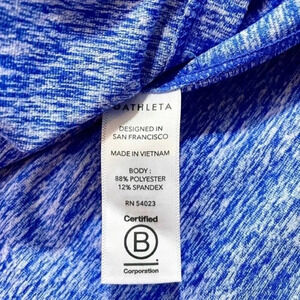 ATHLETA
DESIGNED IN
SAN FRANCISCO
MADE IN VIETNAM
BODY :
88% POLYESTER
12% SPANDEX
RN 54023
Certified
B
Corporation